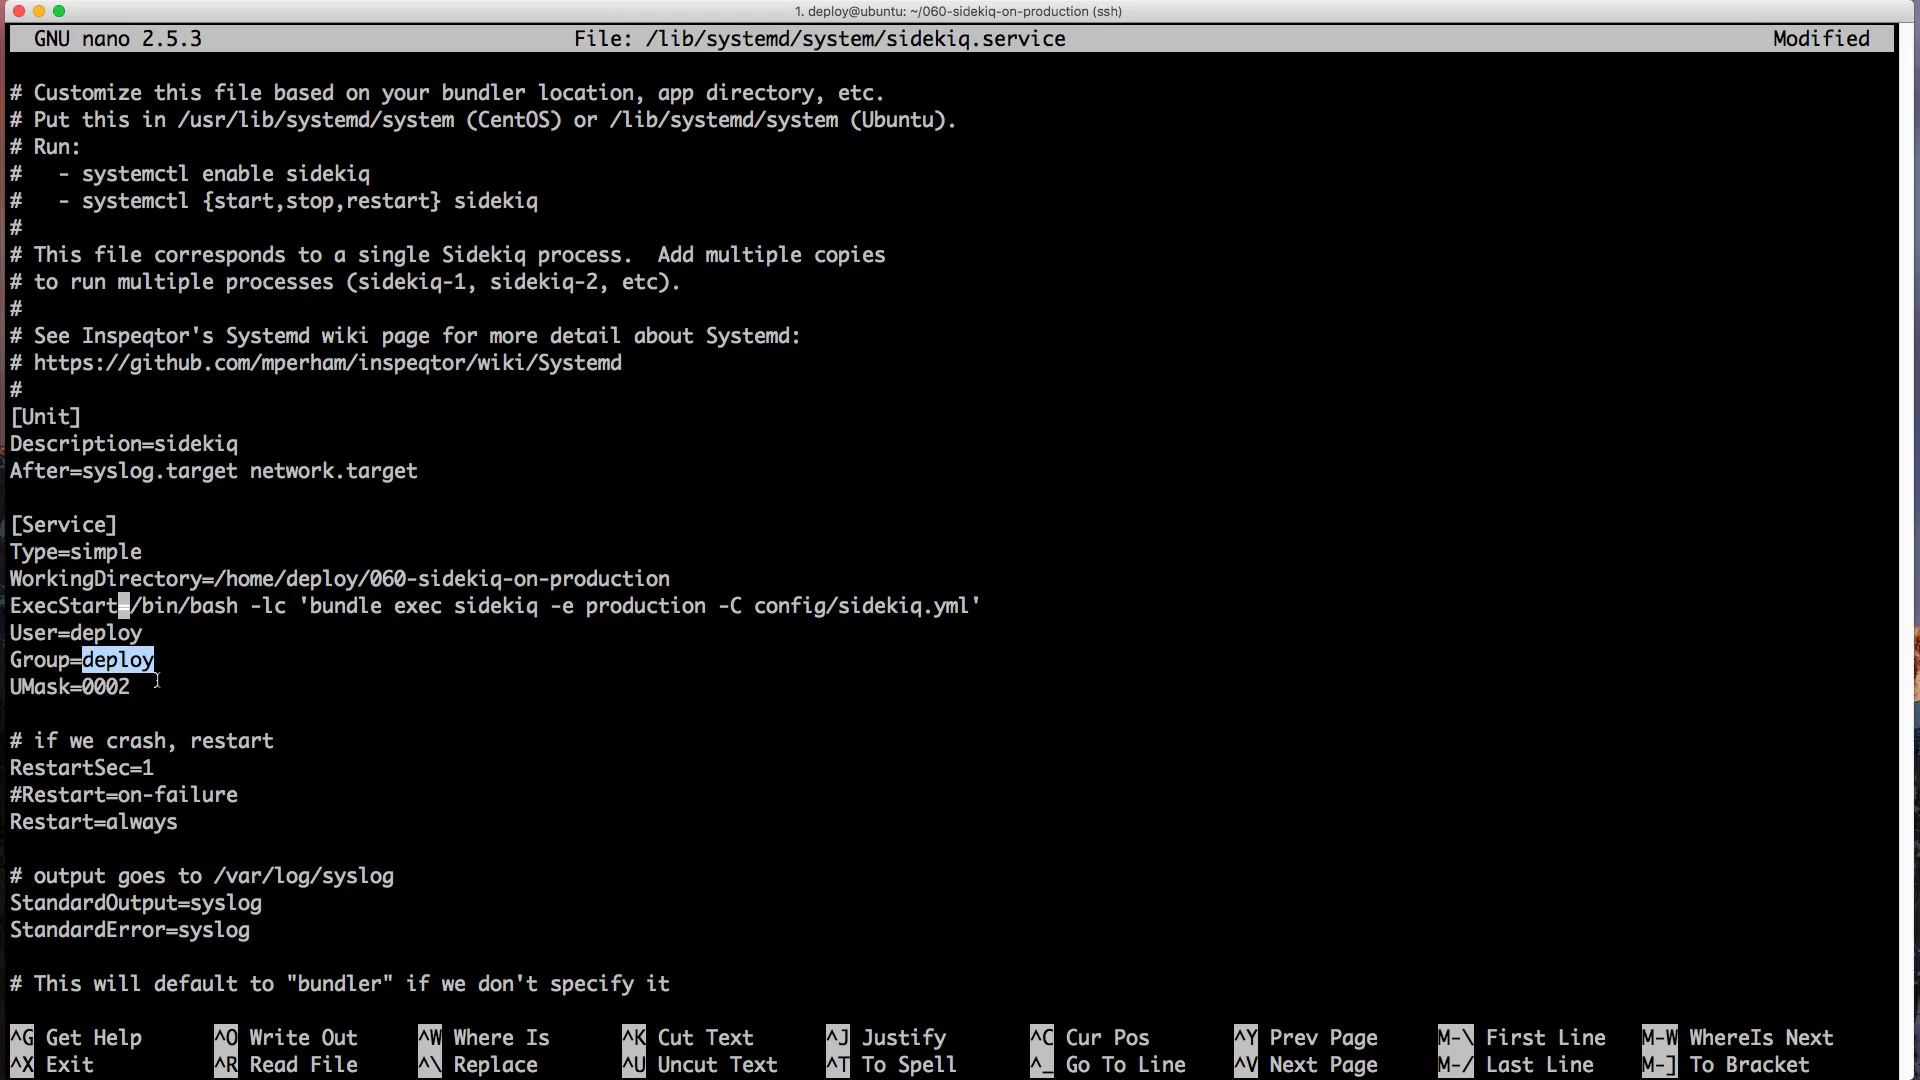 1. deploy@ubuntu: ~/060-sidekiq-on-production (ssh)
GNU nano 2.5.3 File: /lib/systemd/system/sidekiq.service Modified
# Customize this file based on your bundler location, app directory, etc.
# Put this in /usr/lib/systemd/system (CentOS) or /lib/systemd/system (Ubuntu).
# Run:
#   - systemctl enable sidekiq
#   - systemctl {start,stop,restart} sidekiq
#
# This file corresponds to a single Sidekiq process.  Add multiple copies
# to run multiple processes (sidekiq-1, sidekiq-2, etc).
#
# See Inspeqtor's Systemd wiki page for more detail about Systemd:
# https://github.com/mperham/inspeqtor/wiki/Systemd
#
[Unit]
Description=sidekiq
After=syslog.target network.target
[Service]
Type=simple
WorkingDirectory=/home/deploy/060-sidekiq-on-production
ExecStart=/bin/bash -lc 'bundle exec sidekiq -e production -C config/sidekiq.yml'
User=deploy
Group=deploy
UMask=0002
# if we crash, restart
RestartSec=1
#Restart=on-failure
Restart=always
# output goes to /var/log/syslog
StandardOutput=syslog
StandardError=syslog
# This will default to "bundler" if we don't specify it
^G Get Help ^O Write Out ^W Where Is ^K Cut Text ^J Justify ^C Cur Pos ^Y Prev Page M-\ First Line M-W WhereIs Next
^X Exit ^R Read File ^\ Replace ^U Uncut Text ^T To Spell ^_ Go To Line ^V Next Page M-/ Last Line M-] To Bracket